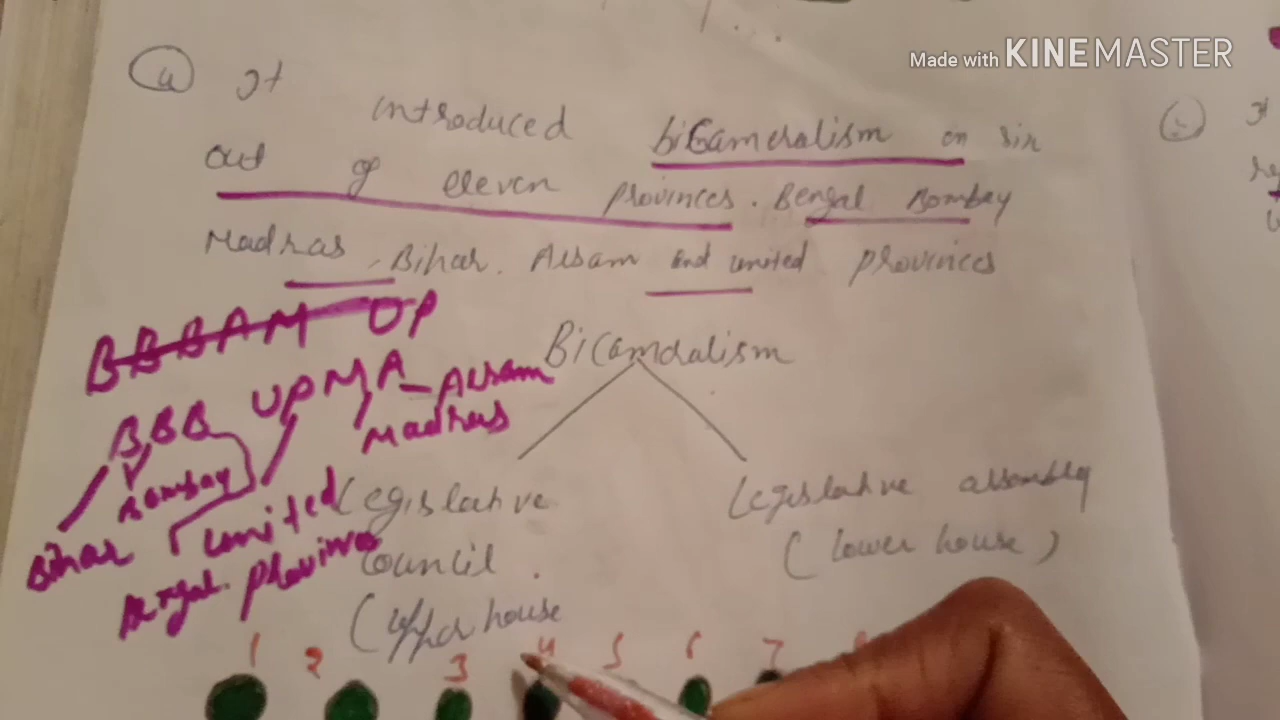 Made with KINEMASTER
4 It
introduced bicameralism on six
out of eleven provinces. Bengal Bombay
Madras, Bihar. Assam and united provinces
BBBAM UP
Bicameralism
BBB UPMA - Assam
Madras
Bombay
Bihar
United
Bengal. Provinces
Legislative
council.
(upper house
Legislative assembly
(lower house)
1 2 3 4 5 6 7